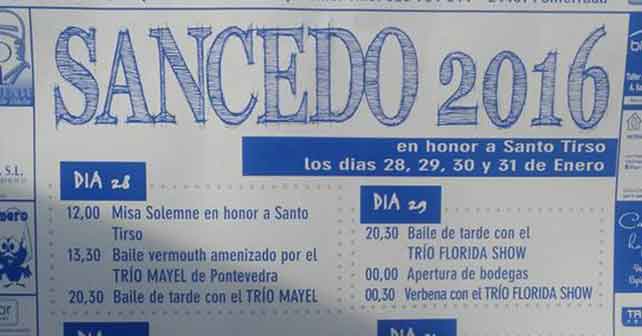 SANCEDO 2016
en honor a Santo Tirso
los dias 28, 29, 30 y 31 de Enero
DIA 28
12,00 Misa Solemne en honor a Santo
Tirso
13,30 Baile vermouth amenizado por el
TRÍO MAYEL de Pontevedra
20,30 Baile de tarde con el TRÍO MAYEL
DIA 29
20,30 Baile de tarde con el
TRÍO FLORIDA SHOW
00,00 Apertura de bodegas
00,30 Verbena con el TRÍO FLORIDA SHOW
S.L.